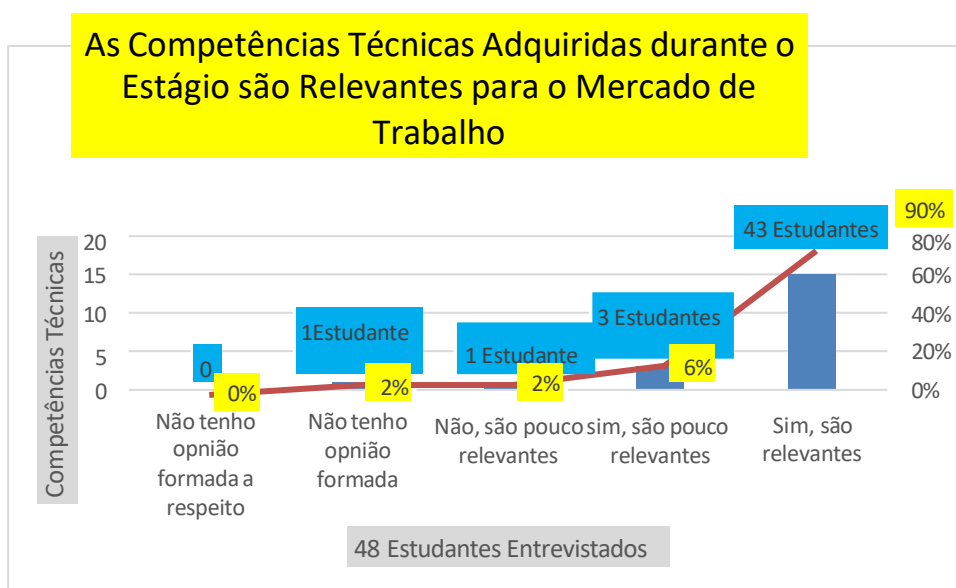 As Competências Técnicas Adquiridas durante o
Estágio são Relevantes para o Mercado de
Trabalho
90%
43 Estudantes
20
15
10
5
0
80%
60%
40%
20%
0%
Competências Técnicas
0
1Estudante
1 Estudante
3 Estudantes
0%
2%
2%
6%
Não tenho
opnião
formada a
respeito
Não tenho
opnião
formada
Não, são pouco
relevantes
sim, são pouco
relevantes
Sim, são
relevantes
48 Estudantes Entrevistados